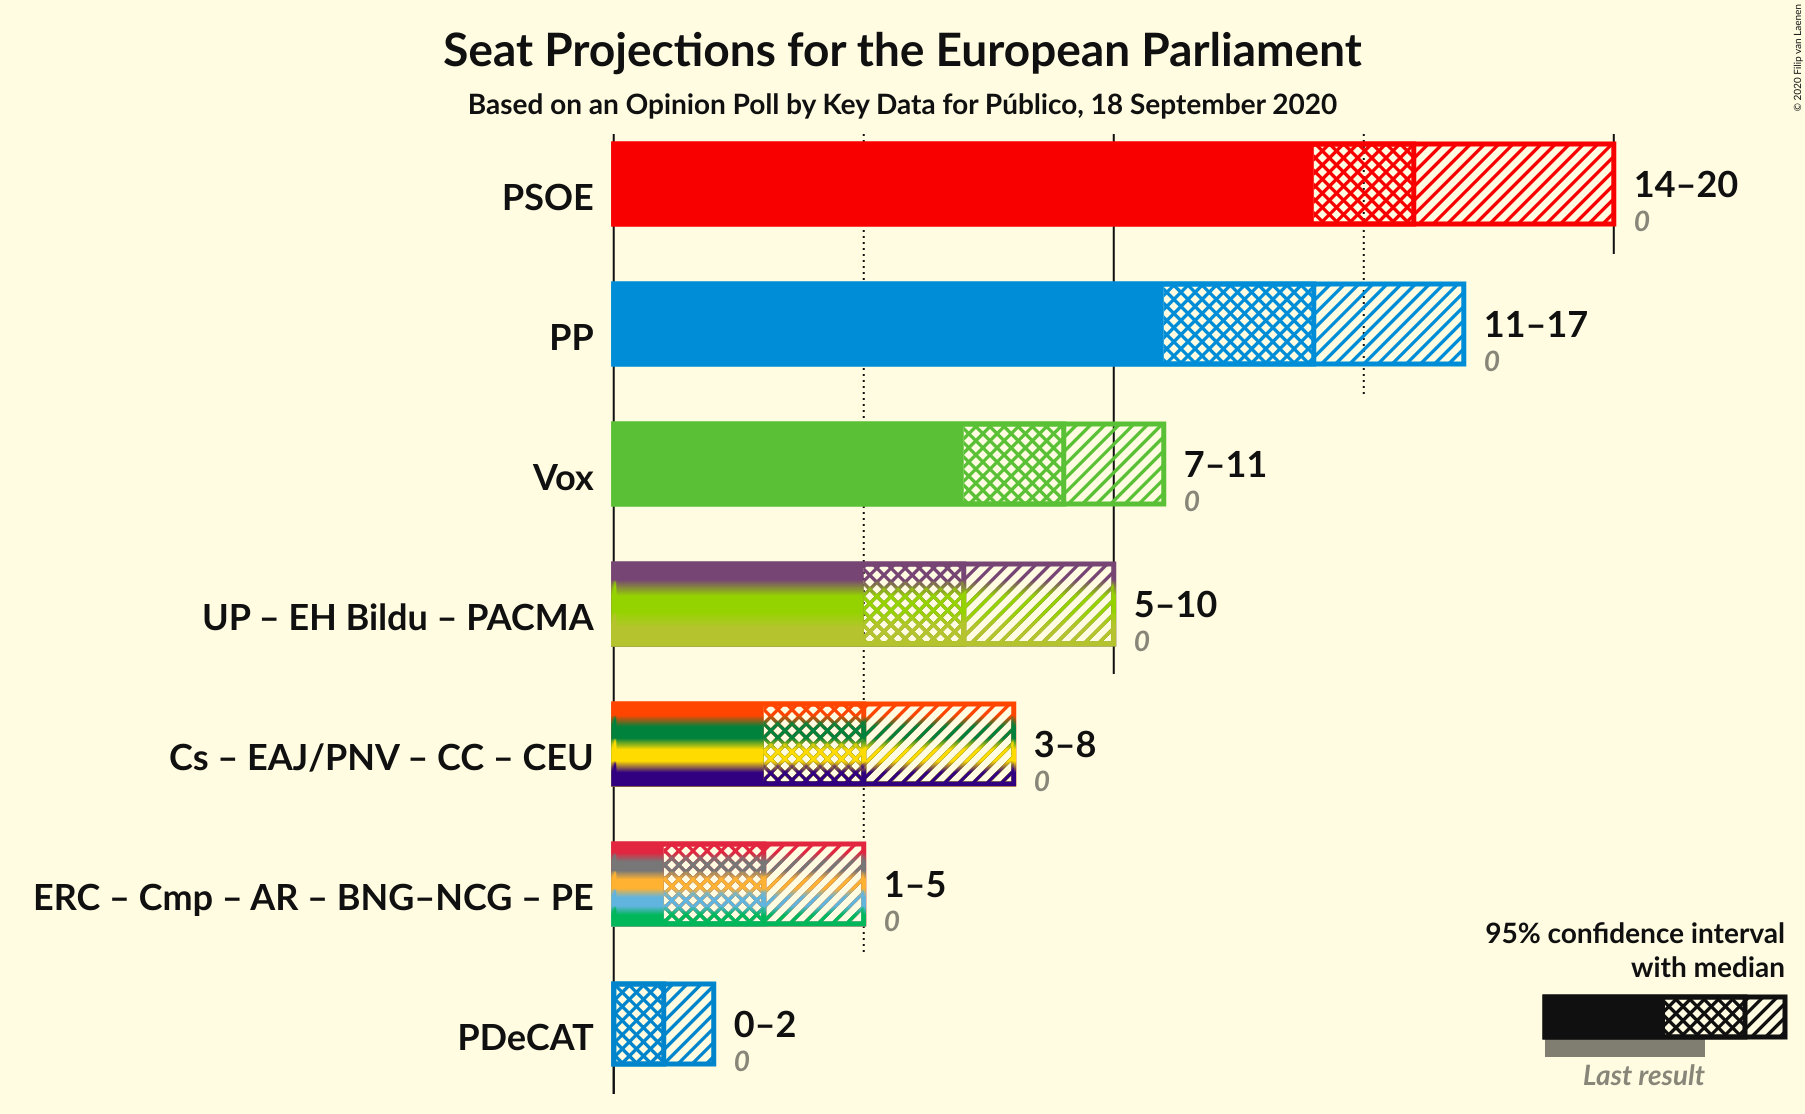 Seat Projections for the European Parliament
Based on an Opinion Poll by Key Data for Público, 18 September 2020
© 2020 Filip van Laenen
PSOE
14–20
0
PP
11–17
0
Vox
7–11
0
UP – EH Bildu – PACMA
5–10
0
Cs – EAJ/PNV – CC – CEU
3–8
0
ERC – Cmp – AR – BNG–NCG – PE
1–5
0
PDeCAT
0–2
0
95% confidence interval
with median
Last result